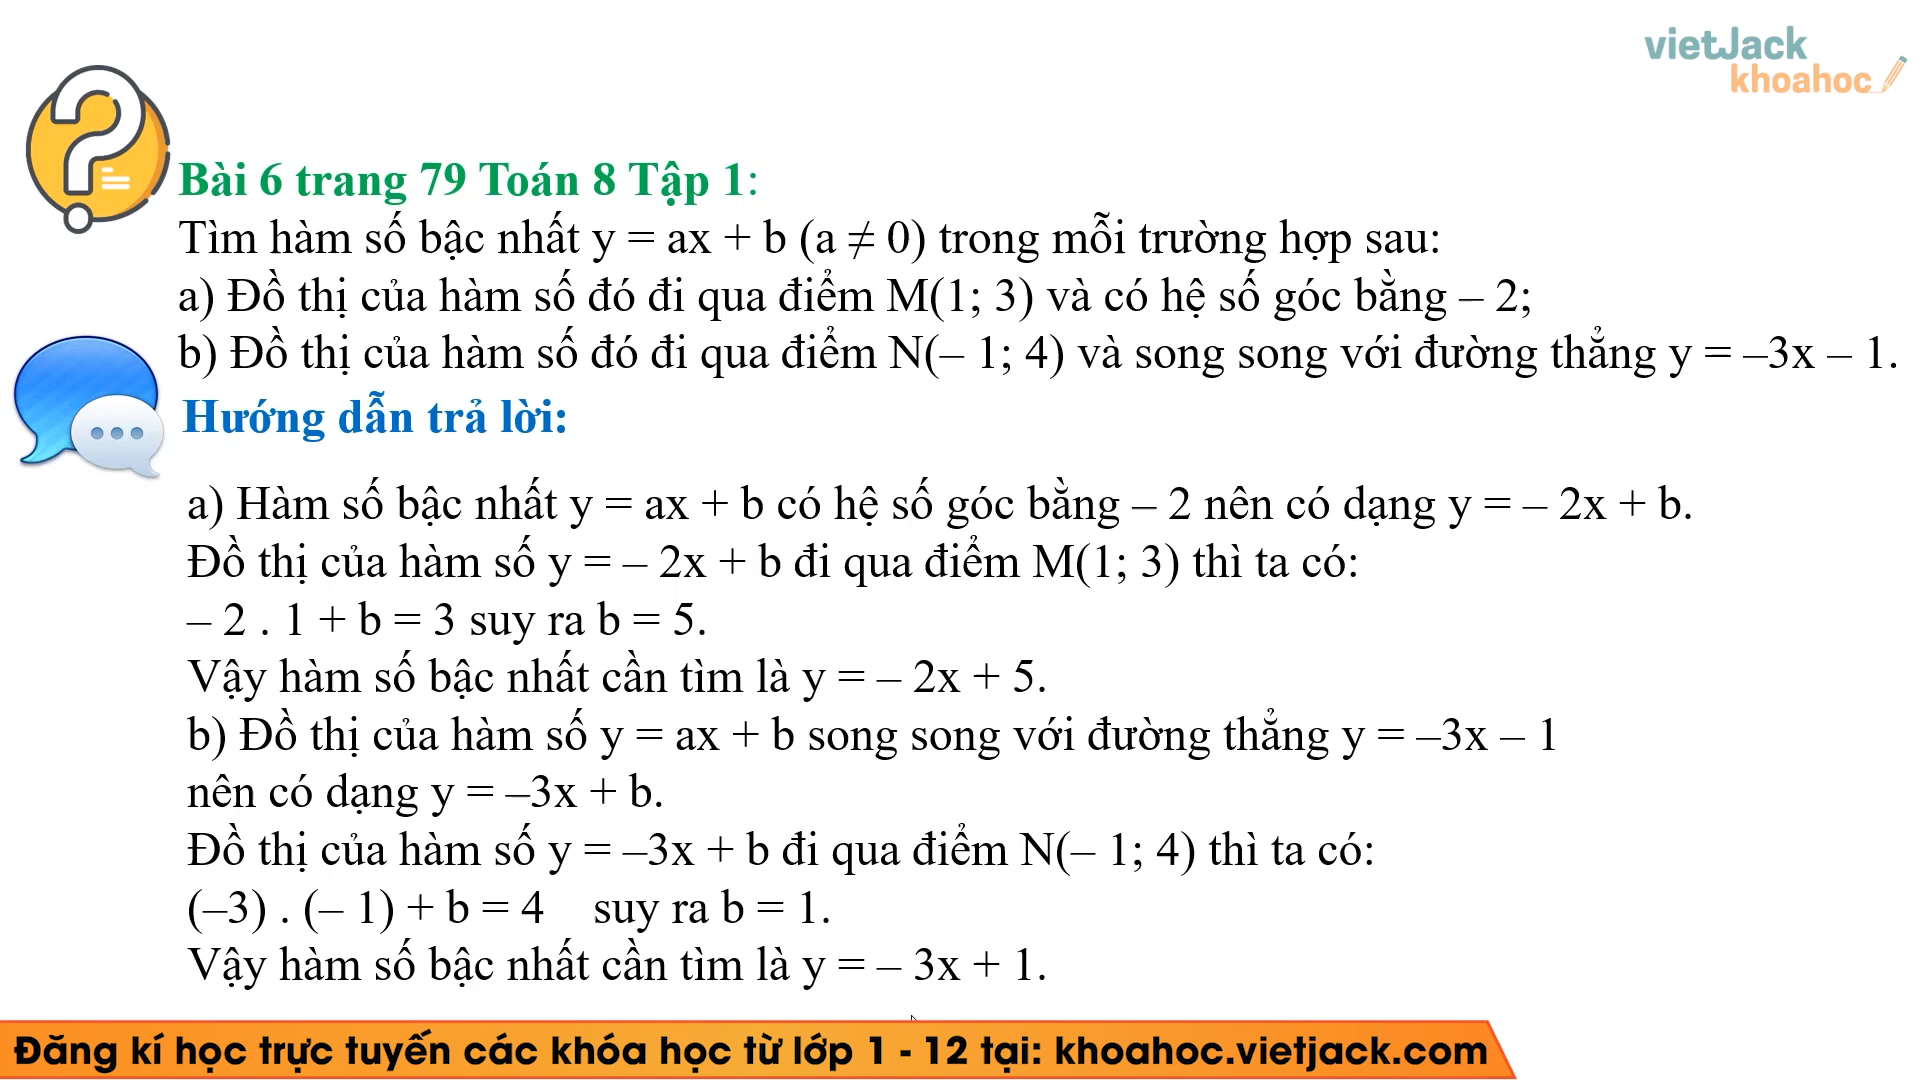 vietJack
khoahoc
Bài 6 trang 79 Toán 8 Tập 1:
Tìm hàm số bậc nhất y = ax + b (a ≠ 0) trong mỗi trường hợp sau:
a) Đồ thị của hàm số đó đi qua điểm M(1; 3) và có hệ số góc bằng – 2;
b) Đồ thị của hàm số đó đi qua điểm N(– 1; 4) và song song với đường thẳng y = –3x – 1.
Hướng dẫn trả lời:
a) Hàm số bậc nhất y = ax + b có hệ số góc bằng – 2 nên có dạng y = – 2x + b.
Đồ thị của hàm số y = – 2x + b đi qua điểm M(1; 3) thì ta có:
– 2 . 1 + b = 3 suy ra b = 5.
Vậy hàm số bậc nhất cần tìm là y = – 2x + 5.
b) Đồ thị của hàm số y = ax + b song song với đường thẳng y = –3x – 1
nên có dạng y = –3x + b.
Đồ thị của hàm số y = –3x + b đi qua điểm N(– 1; 4) thì ta có:
(–3) . (– 1) + b = 4 suy ra b = 1.
Vậy hàm số bậc nhất cần tìm là y = – 3x + 1.
Đăng kí học trực tuyến các khóa học từ lớp 1 - 12 tại: khoahoc.vietjack.com